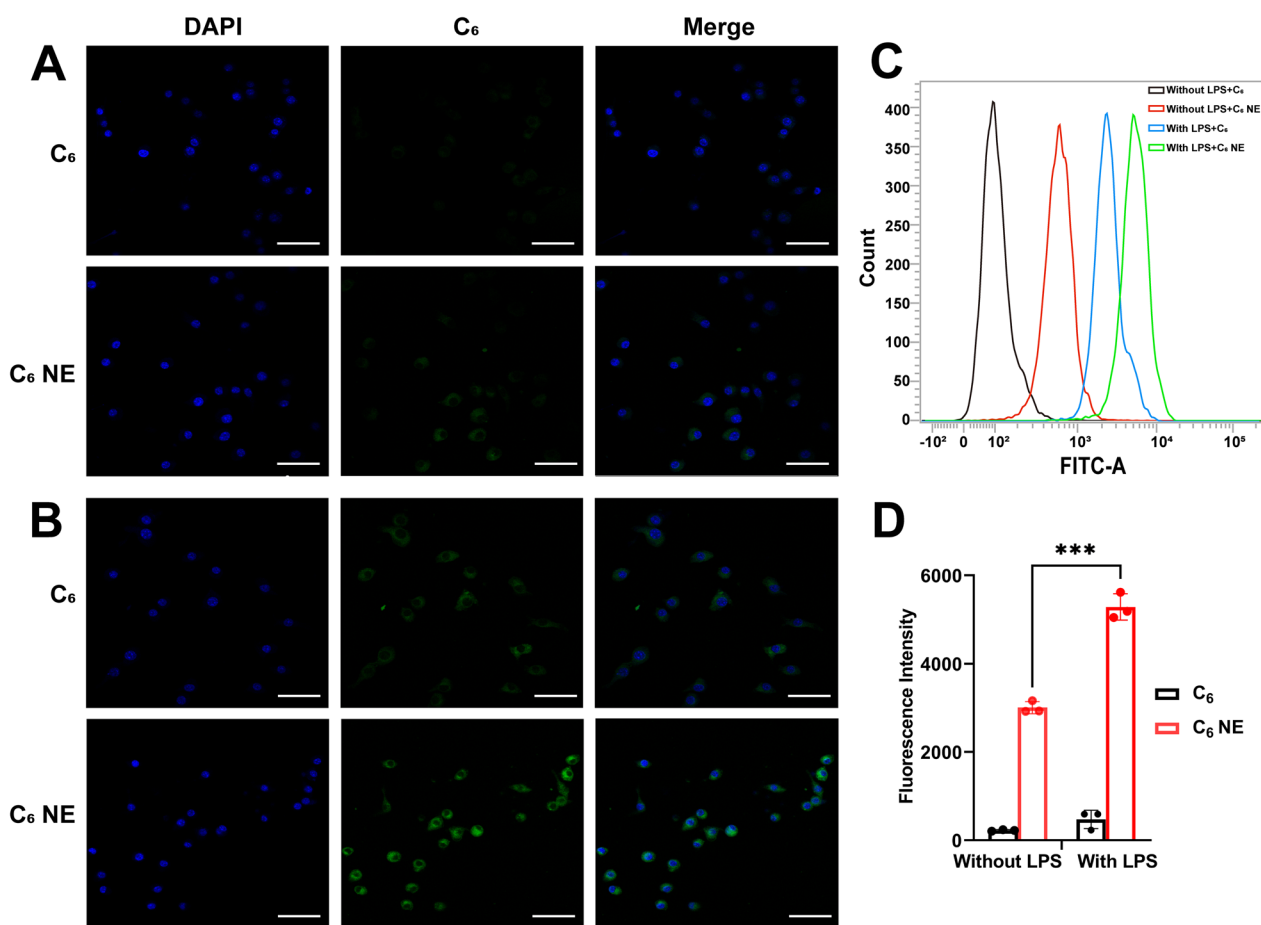 DAPI
C₆
Merge
A
C₆
C₆ NE
B
C₆
C₆ NE
C
Without LPS+C₆
Without LPS+C₆ NE
With LPS+C₆
WIth LPS+C₆ NE
400
350
300
250
200
150
100
50
0
Count
-10²
0
10²
10³
10⁴
10⁵
FITC-A
D
***
6000
4000
2000
0
Fluorescence Intensity
Without LPS
With LPS
C₆
C₆ NE